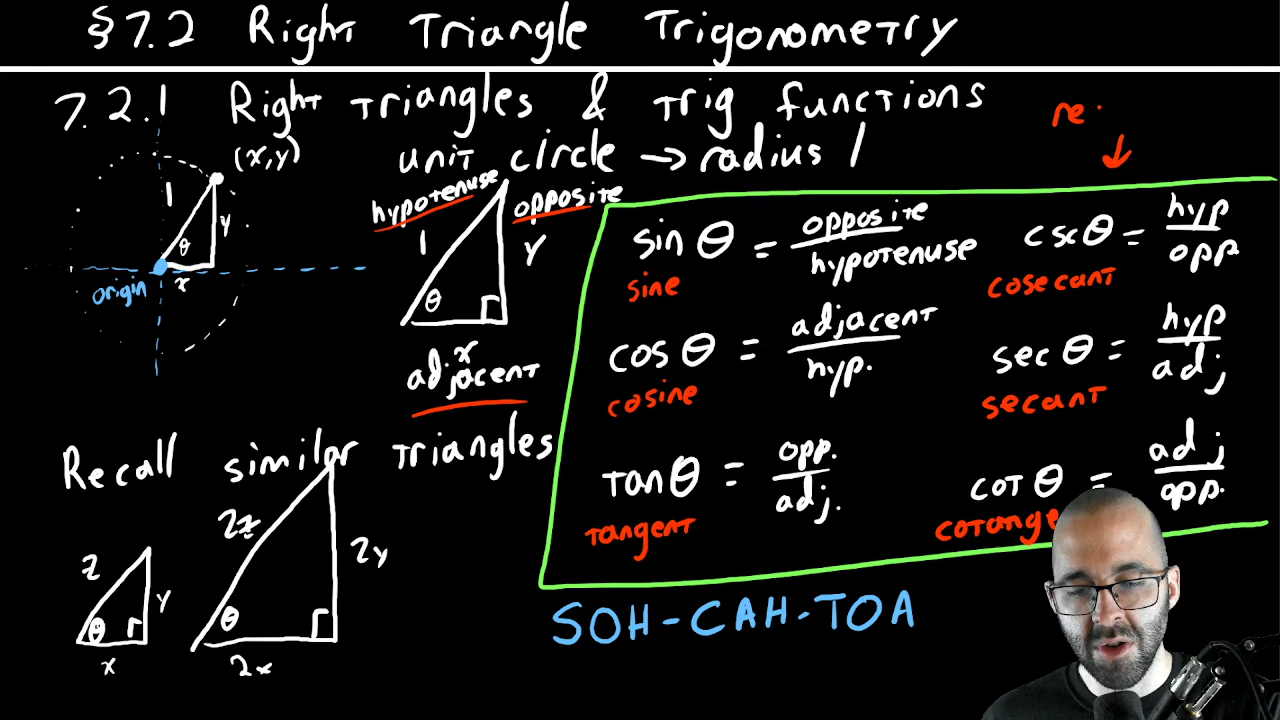 §7.2 Right Triangle Trigonometry
7.2.1 Right triangles & trig functions
unit circle → radius 1
re
(x,y)
1
y
θ
x
origin
hypotenuse
opposite
1
y
θ
x
adjacent
sin θ = opposite / hypotenuse
sine
csc θ = hyp / opp
cosecant
cos θ = adjacent / hyp.
cosine
sec θ = hyp / adj
secant
tan θ = opp. / adj.
tangent
cot θ = adj / opp.
cotange
SOH-CAH-TOA
Recall similar triangles
z
y
θ
x
2z
2y
θ
2x